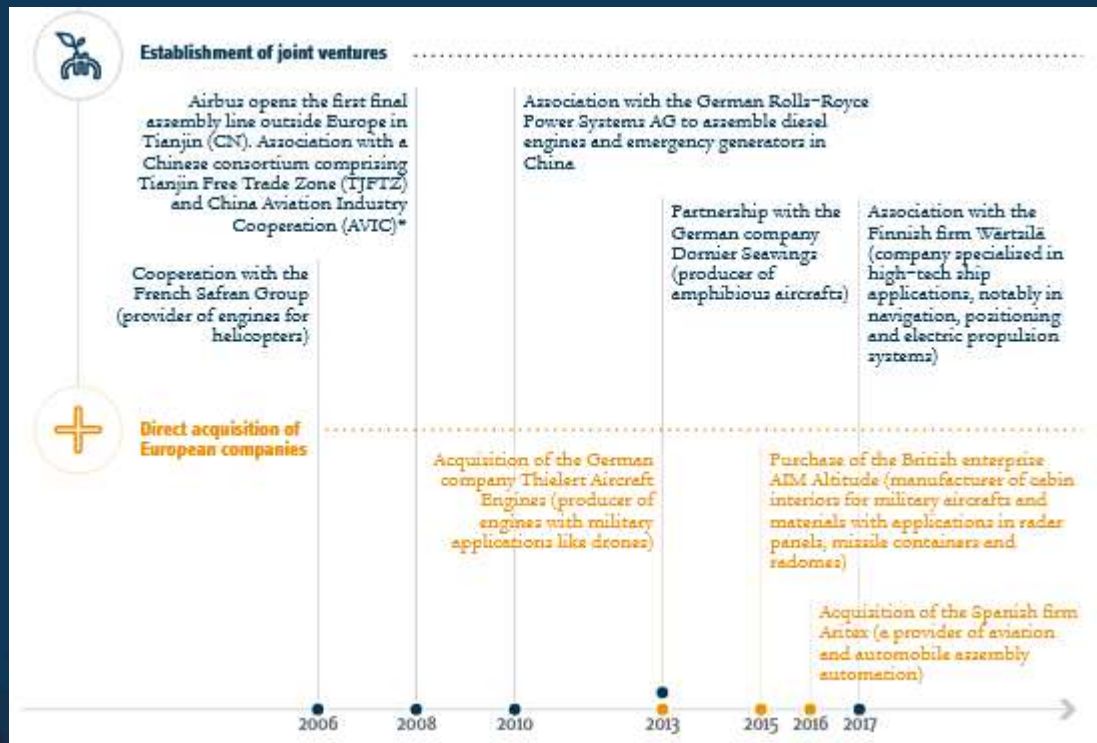 Establishment of joint ventures
Airbus opens the first final
assembly line outside Europe in
Tianjin (CN). Association with a
Chinese consortium comprising
Tianjin Free Trade Zone (TJFTZ)
and China Aviation Industry
Cooperation (AVIC)*
Association with the German Rolls-Royce
Power Systems AG to assemble diesel
engines and emergency generators in
China
Cooperation with the
French Safran Group
(provider of engines for
helicopters)
Partnership with the
German company
Dornier Seawings
(producer of
amphibious aircrafts)
Association with the
Finnish firm Wärtsilä
(company specialized in
high-tech ship
applications, notably in
navigation, positioning
and electric propulsion
systems)
Direct acquisition of
European companies
Acquisition of the German
company Thielert Aircraft
Engines (producer of
engines with military
applications like drones)
Purchase of the British enterprise
AIM Altitude (manufacturer of cabin
interiors for military aircrafts and
materials with applications in radar
panels, missile containers and
radomes)
Acquisition of the Spanish firm
Aritex (a provider of aviation
and automobile assembly
automation)
2006 2008 2010 2013 2015 2016 2017